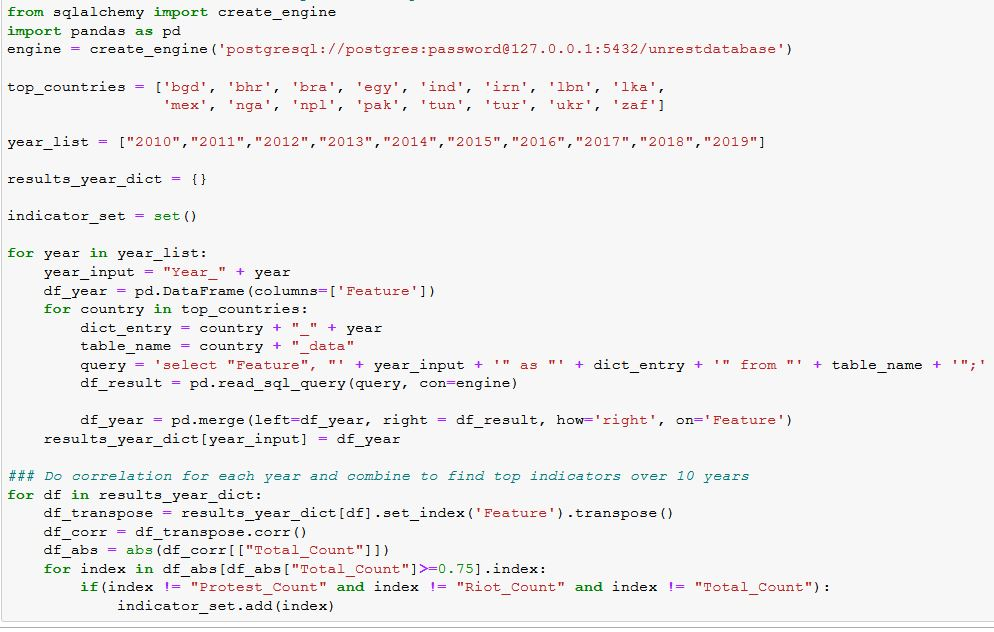 from sqlalchemy import create_engine
import pandas as pd
engine = create_engine('postgresql://postgres:password@127.0.0.1:5432/unrestdatabase')
top_countries = ['bgd', 'bhr', 'bra', 'egy', 'ind', 'irn', 'lbn', 'lka',
'mex', 'nga', 'npl', 'pak', 'tun', 'tur', 'ukr', 'zaf']
year_list = ["2010","2011","2012","2013","2014","2015","2016","2017","2018","2019"]
results_year_dict = {}
indicator_set = set()
for year in year_list:
year_input = "Year_" + year
df_year = pd.DataFrame(columns=['Feature'])
for country in top_countries:
dict_entry = country + "_" + year
table_name = country + "_data"
query = 'select "Feature", "' + year_input + '" as "' + dict_entry + '" from "' + table_name + '";'
df_result = pd.read_sql_query(query, con=engine)
df_year = pd.merge(left=df_year, right = df_result, how='right', on='Feature')
results_year_dict[year_input] = df_year
### Do correlation for each year and combine to find top indicators over 10 years
for df in results_year_dict:
df_transpose = results_year_dict[df].set_index('Feature').transpose()
df_corr = df_transpose.corr()
df_abs = abs(df_corr[["Total_Count"]])
for index in df_abs[df_abs["Total_Count"]>=0.75].index:
if(index != "Protest_Count" and index != "Riot_Count" and index != "Total_Count"):
indicator_set.add(index)